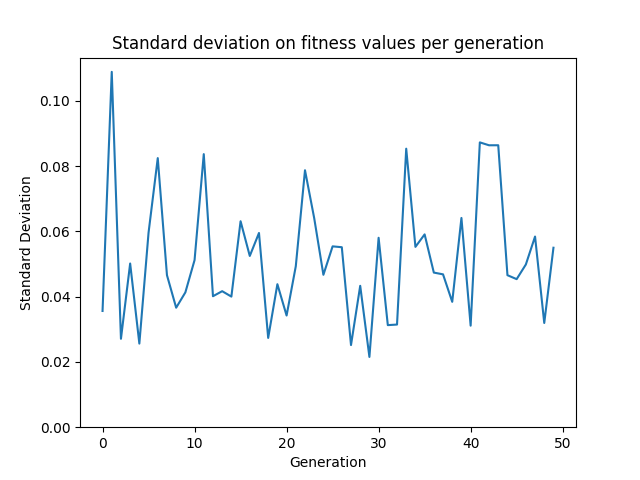 Standard deviation on fitness values per generation
0.10
0.08
0.06
0.04
0.02
0.00
Standard Deviation
0 10 20 30 40 50
Generation